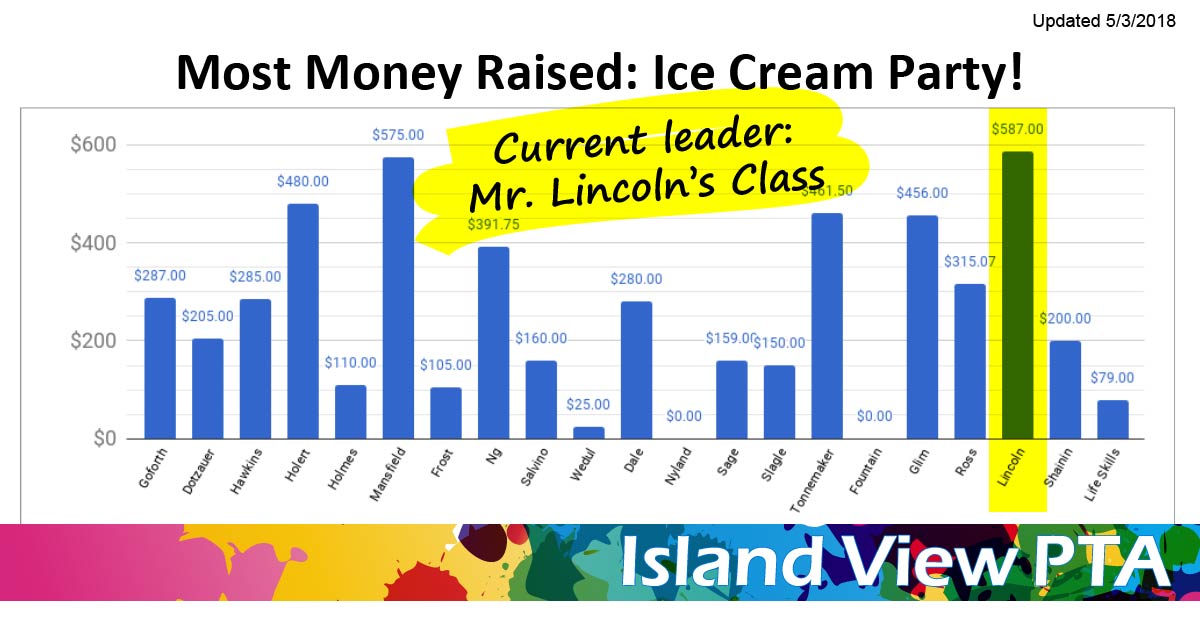 Updated 5/3/2018
Most Money Raised: Ice Cream Party!
Current leader:
Mr. Lincoln's Class
$600
$400
$200
$0
$287.00
$205.00
$285.00
$480.00
$110.00
$575.00
$105.00
$391.75
$160.00
$25.00
$280.00
$0.00
$159.00
$150.00
$461.50
$0.00
$456.00
$315.07
$587.00
$200.00
$79.00
Goforth
Dotzauer
Hawkins
Holert
Holmes
Mansfield
Frost
Ng
Salvino
Wedul
Dale
Nyland
Sage
Slagle
Tonnemaker
Fountain
Glim
Ross
Lincoln
Shainin
Life Skills
Island View PTA